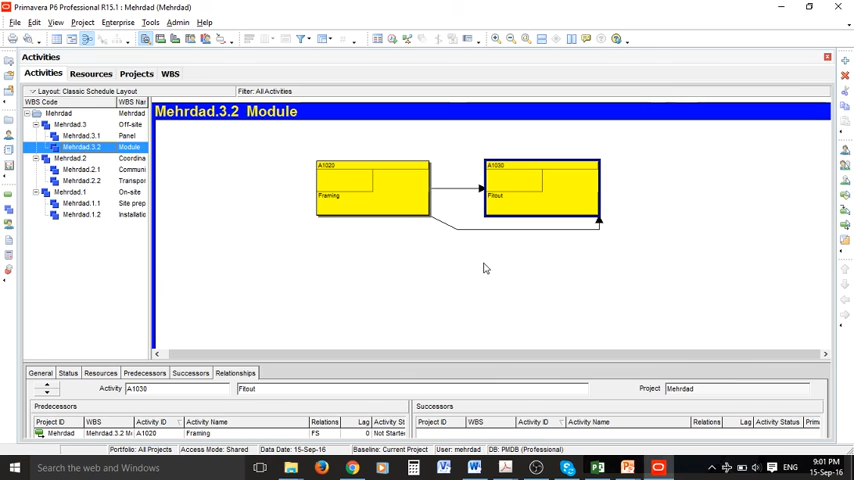 Primavera P6 Professional R15.1 : Mehrdad (Mehrdad)
File Edit View Project Enterprise Tools Admin Help
Activities
Activities Resources Projects WBS
Layout: Classic Schedule Layout Filter: All Activities
WBS Code WBS Nar
Mehrdad Mehrdad
Mehrdad.3 Off-site
Mehrdad.3.1 Panel
Mehrdad.3.2 Module
Mehrdad.2 Coordina
Mehrdad.2.1 Communi
Mehrdad.2.2 Transpor
Mehrdad.1 On-site
Mehrdad.1.1 Site prep
Mehrdad.1.2 Installatio
Mehrdad.3.2 Module
A1020
Framing
A1030
Fitout
General Status Resources Predecessors Successors Relationships
Activity A1030 Fitout Project Mehrdad
Predecessors
Project ID WBS Activity ID Activity Name Relations Lag Activity St
Mehrdad Mehrdad.3.2 M A1020 Framing FS 0 Not Starte
Successors
Project ID WBS Activity ID Activity Name Relations Lag Activity Status Prim
Portfolio: All Projects Access Mode: Shared Data Date: 15-Sep-16 Baseline: Current Project User: mehrdad DB: PMDB (Professional)
Search the web and Windows
ENG
9:01 PM
15-Sep-16